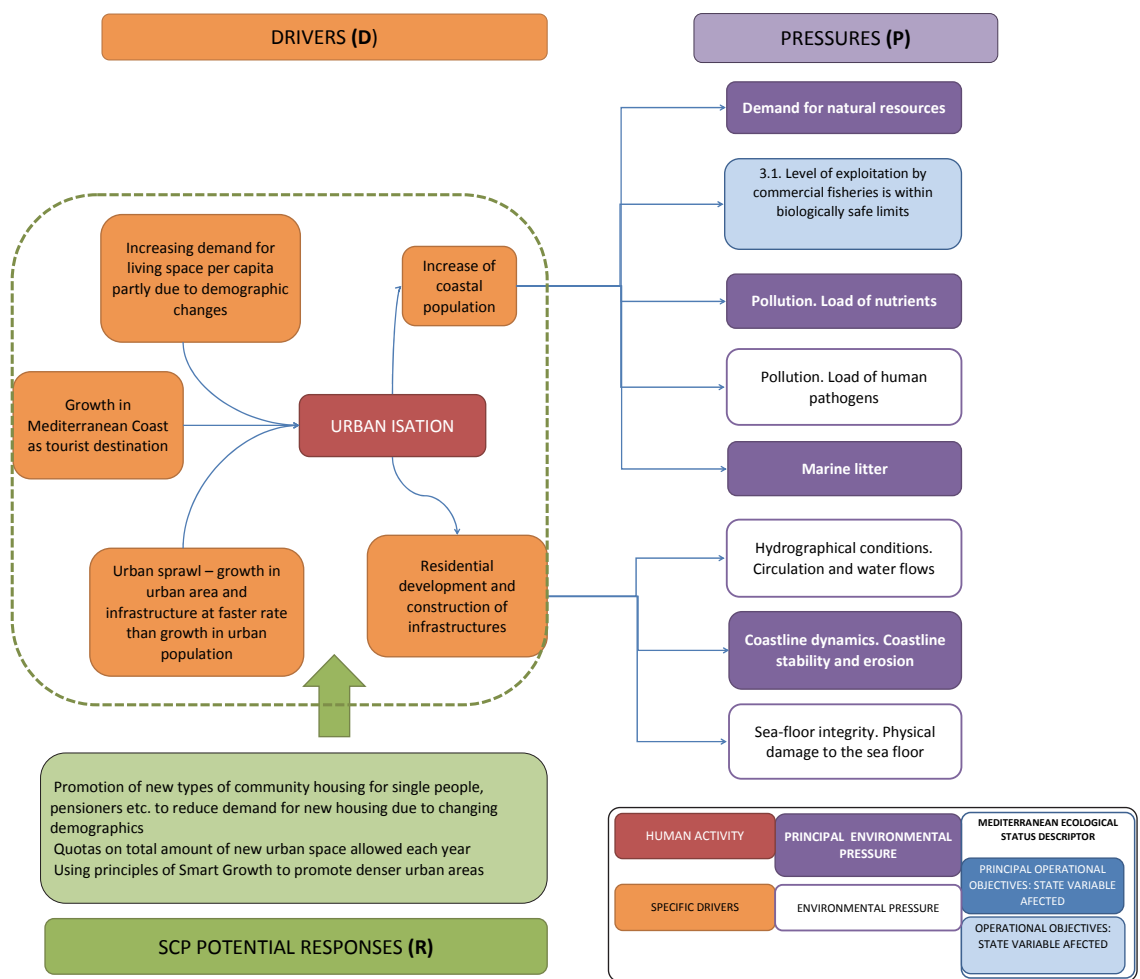 DRIVERS (D)
PRESSURES (P)
Demand for natural resources
3.1. Level of exploitation by
commercial fisheries is within
biologically safe limits
Increasing demand for
living space per capita
partly due to demographic
changes
Increase of
coastal
population
Pollution. Load of nutrients
Pollution. Load of human
pathogens
Growth in
Mediterranean Coast
as tourist destination
URBAN ISATION
Marine litter
Urban sprawl – growth in
urban area and
infrastructure at faster rate
than growth in urban
population
Residential
development and
construction of
infrastructures
Hydrographical conditions.
Circulation and water flows
Coastline dynamics. Coastline
stability and erosion
Sea-floor integrity. Physical
damage to the sea floor
Promotion of new types of community housing for single people,
pensioners etc. to reduce demand for new housing due to changing
demographics
Quotas on total amount of new urban space allowed each year
Using principles of Smart Growth to promote denser urban areas
SCP POTENTIAL RESPONSES (R)
HUMAN ACTIVITY
PRINCIPAL ENVIRONMENTAL
PRESSURE
MEDITERRANEAN ECOLOGICAL
STATUS DESCRIPTOR
PRINCIPAL OPERATIONAL
OBJECTIVES: STATE VARIABLE
AFFECTED
SPECIFIC DRIVERS
ENVIRONMENTAL PRESSURE
OPERATIONAL OBJECTIVES:
STATE VARIABLE AFFECTED